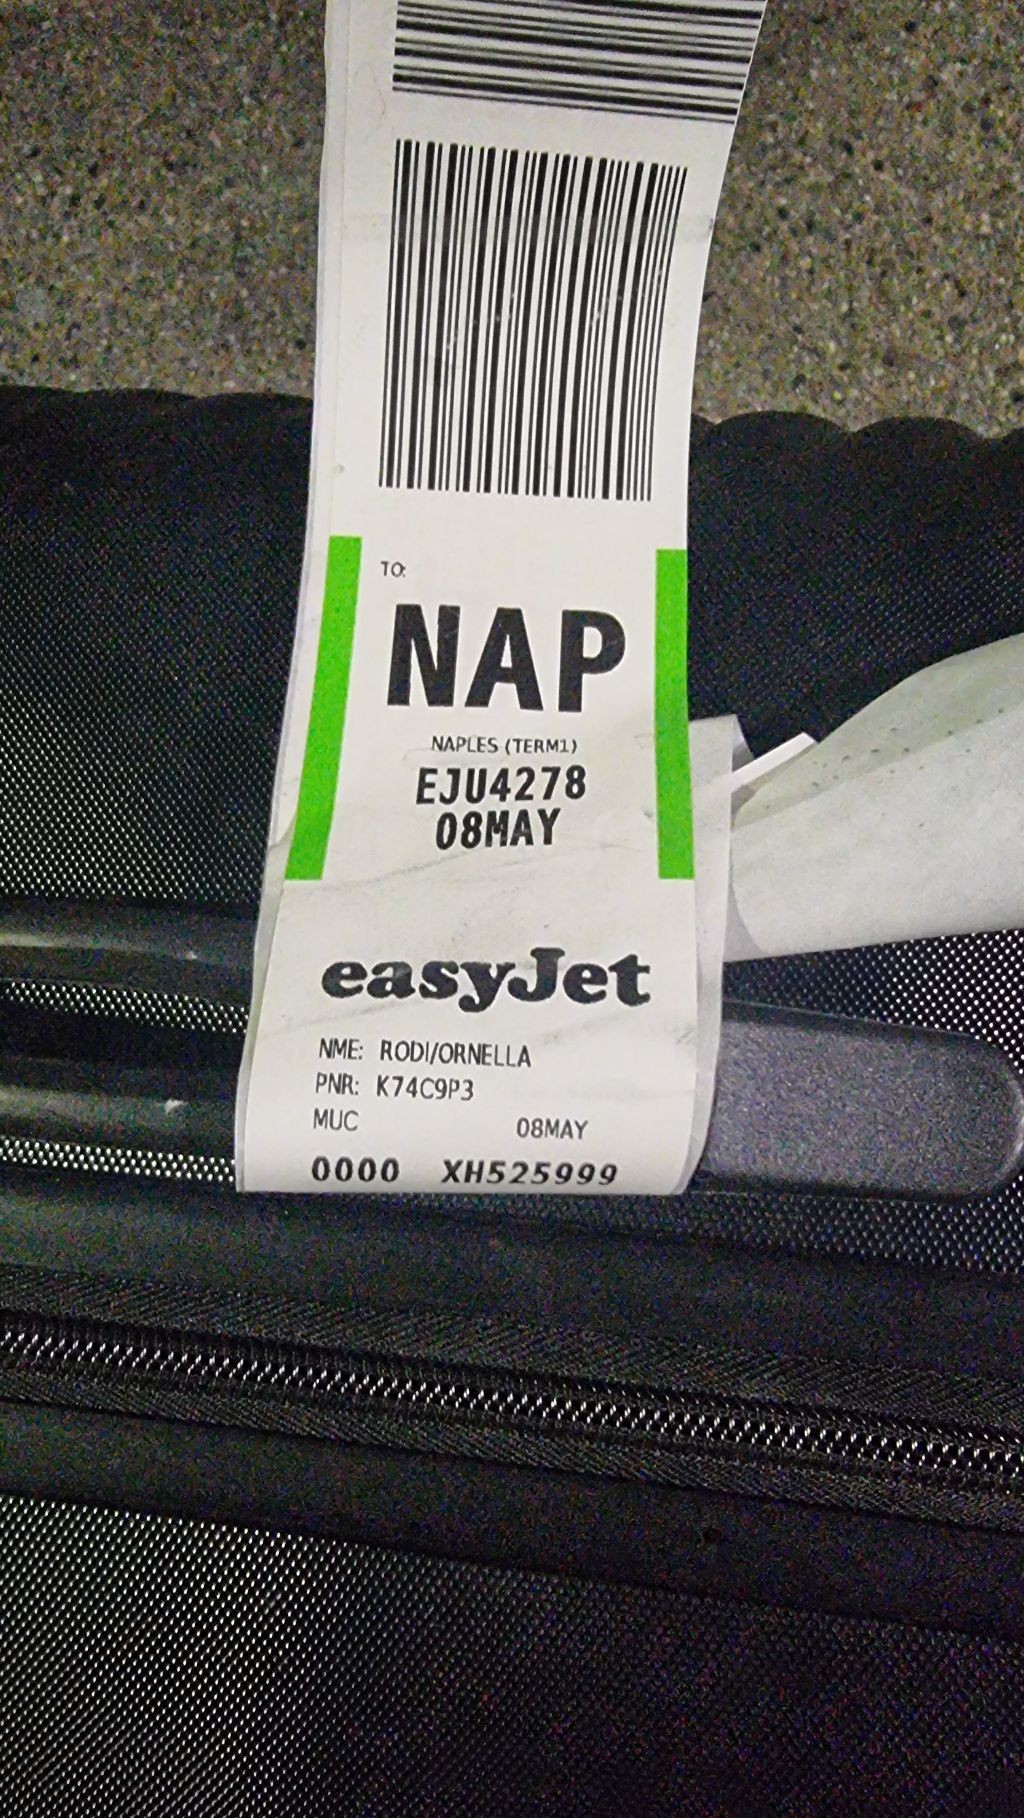 TO:
NAP
NAPLES (TERM1)
EJU4278
08MAY
easyJet
NME: RODI/ORNELLA
PNR: K74C9P3
MUC 08MAY
0000 XH525999